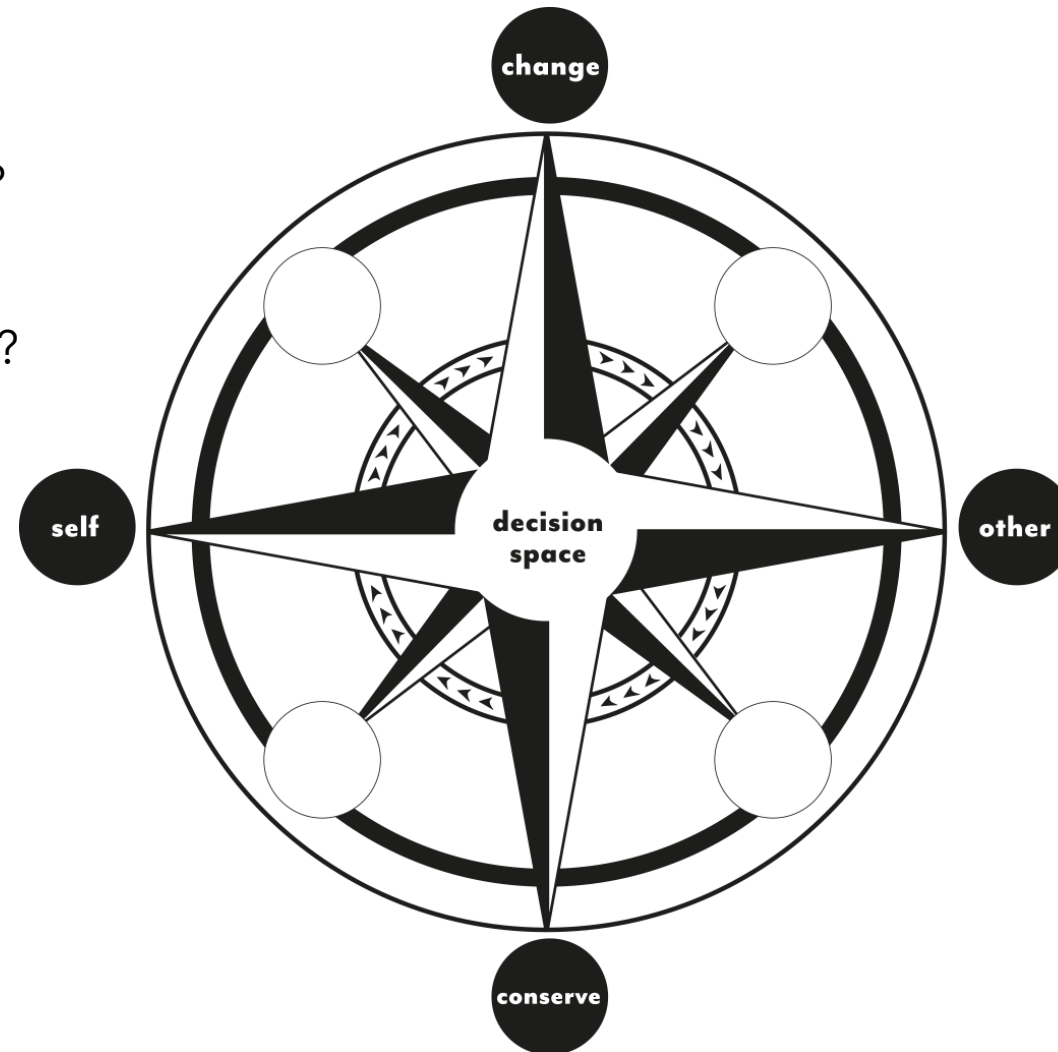 change
?
?
self
decision
space
other
conserve